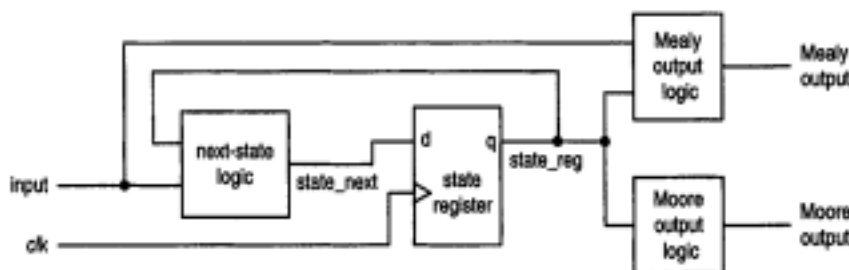 Mealy
output
logic
Mealy
output
next-state
logic
state_next
d
q
state
register
state_reg
input
clk
Moore
output
logic
Moore
output